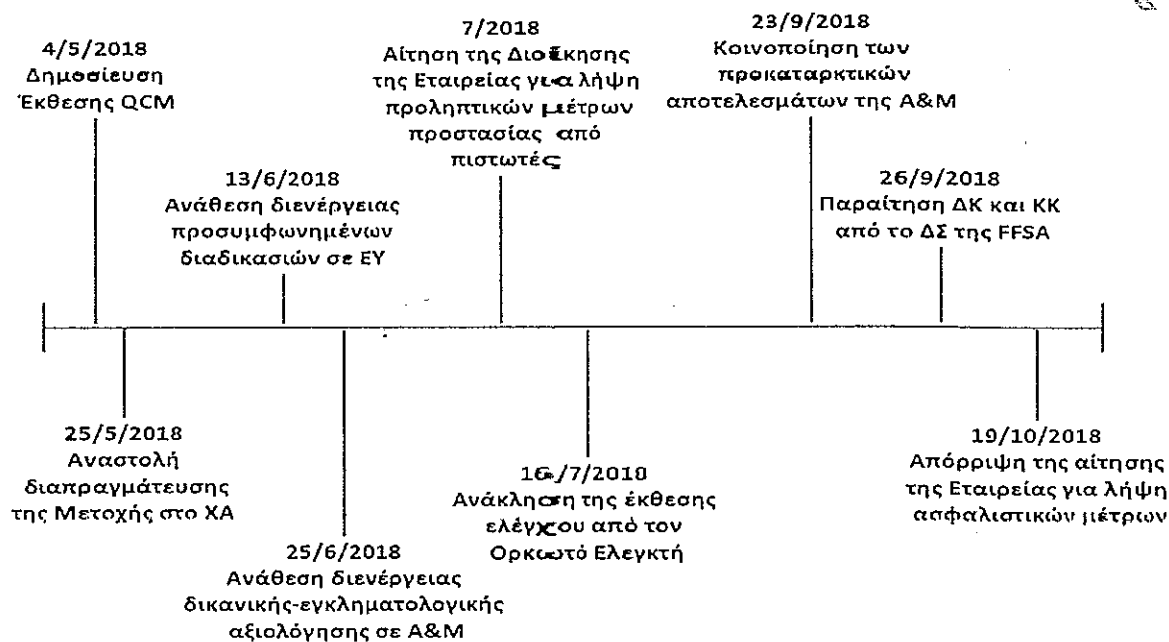 4/5/2018
Δημοσίευση
Έκθεσης QCM
25/5/2018
Αναστολή
διαπραγμάτευσης
της Μετοχής στο ΧΑ
13/6/2018
Ανάθεση διενέργειας
προσυμφωνημένων
διαδικασιών σε EY
25/6/2018
Ανάθεση διενέργειας
δικανικής-εγκληματολογικής
αξιολόγησης σε A&M
7/2018
Αίτηση της Διοίκησης
της Εταιρείας για λήψη
προληπτικών μέτρων
προστασίας από
πιστωτές
16/7/2018
Ανάκληση της έκθεσης
ελέγχου από τον
Ορκωτό Ελεγκτή
23/9/2018
Κοινοποίηση των
προκαταρκτικών
αποτελεσμάτων της A&M
26/9/2018
Παραίτηση ΔΚ και ΚΚ
από το ΔΣ της FFSA
19/10/2018
Απόρριψη της αίτησης
της Εταιρείας για λήψη
ασφαλιστικών μέτρων